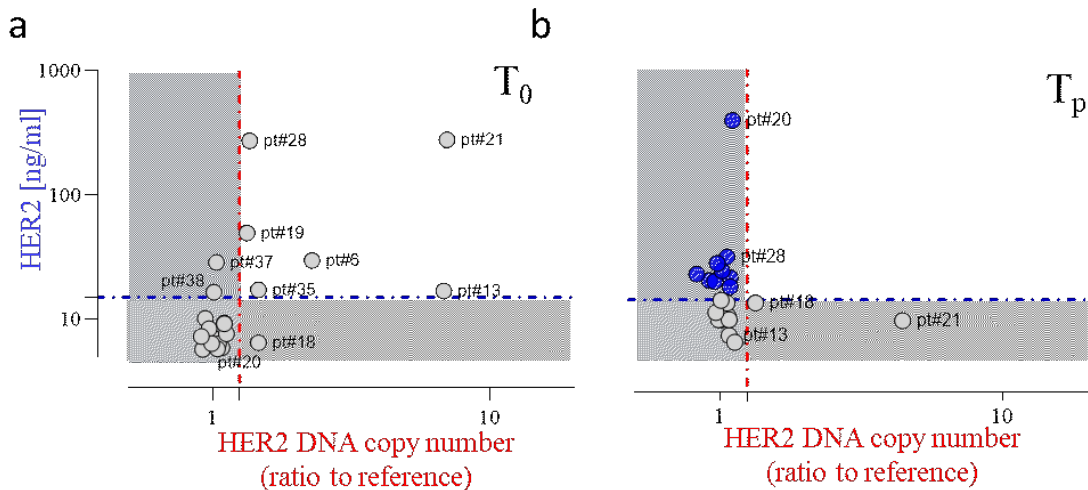 a
b
T0
Tp
1000
100
10
HER2 [ng/ml]
pt#28
pt#21
pt#19
pt#37
pt#6
pt#38
pt#35
pt#13
pt#18
pt#20
1
10
HER2 DNA copy number
(ratio to reference)
pt#20
pt#28
pt#18
pt#21
pt#13
1
10
HER2 DNA copy number
(ratio to reference)